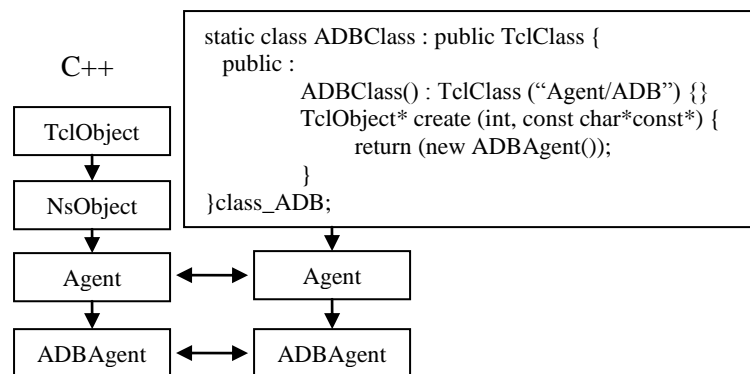 C++
static class ADBClass : public TclClass {
public :
ADBClass() : TclClass (“Agent/ADB”) {}
TclObject* create (int, const char*const*) {
return (new ADBAgent());
}
}class_ADB;
TclObject
NsObject
Agent
Agent
ADBAgent
ADBAgent